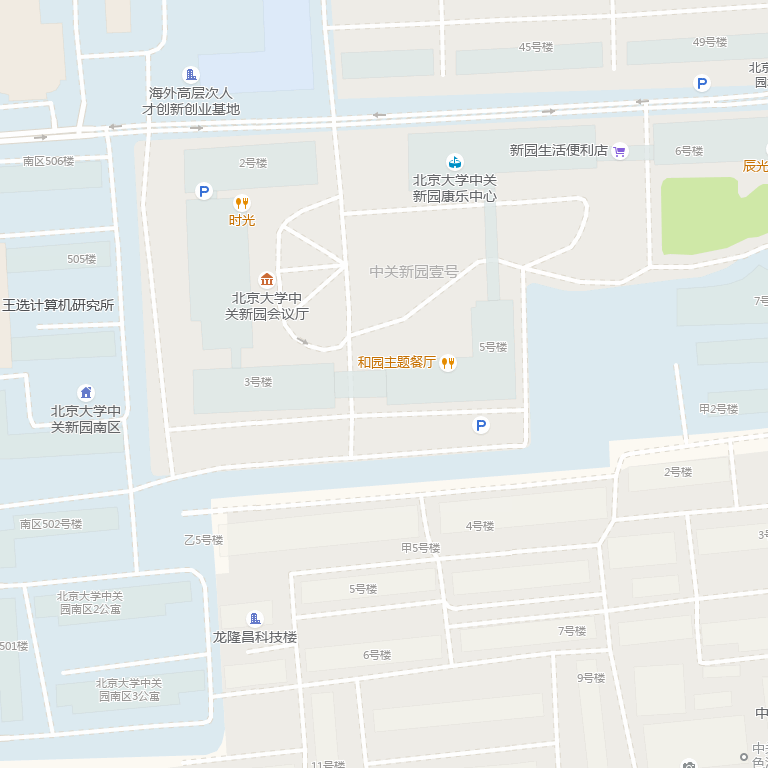 45号楼
49号楼
P
海外高层次人
才创新创业基地
南区506号楼
2号楼
P
时光
北京大学中关
新园康乐中心
新园生活便利店
6号楼
505号楼
王选计算机研究所
北京大学中
关新园会议厅
中关新园壹号
5号楼
和园主题餐厅
3号楼
北京大学中
关新园南区
P
甲2号楼
2号楼
南区502号楼
乙5号楼
4号楼
甲5号楼
5号楼
北京大学中关
园南区2公寓
龙隆昌科技楼
7号楼
501号楼
6号楼
9号楼
北京大学中关
园南区3公寓
11号楼